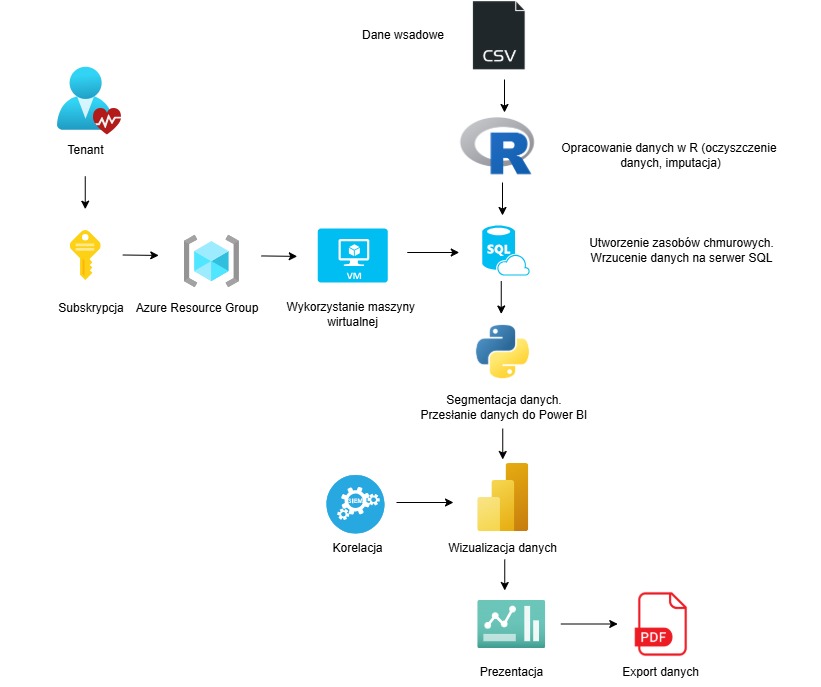 Dane wsadowe
CSV
Tenant
R
Opracowanie danych w R (oczyszczenie
danych, imputacja)
SQL
Utworzenie zasobów chmurowych.
Wrzucenie danych na serwer SQL
VM
Subskrypcja
Azure Resource Group
Wykorzystanie maszyny
wirtualnej
Segmentacja danych.
Przesłanie danych do Power BI
SIEM
Korelacja
Wizualizacja danych
PDF
Prezentacja
Export danych